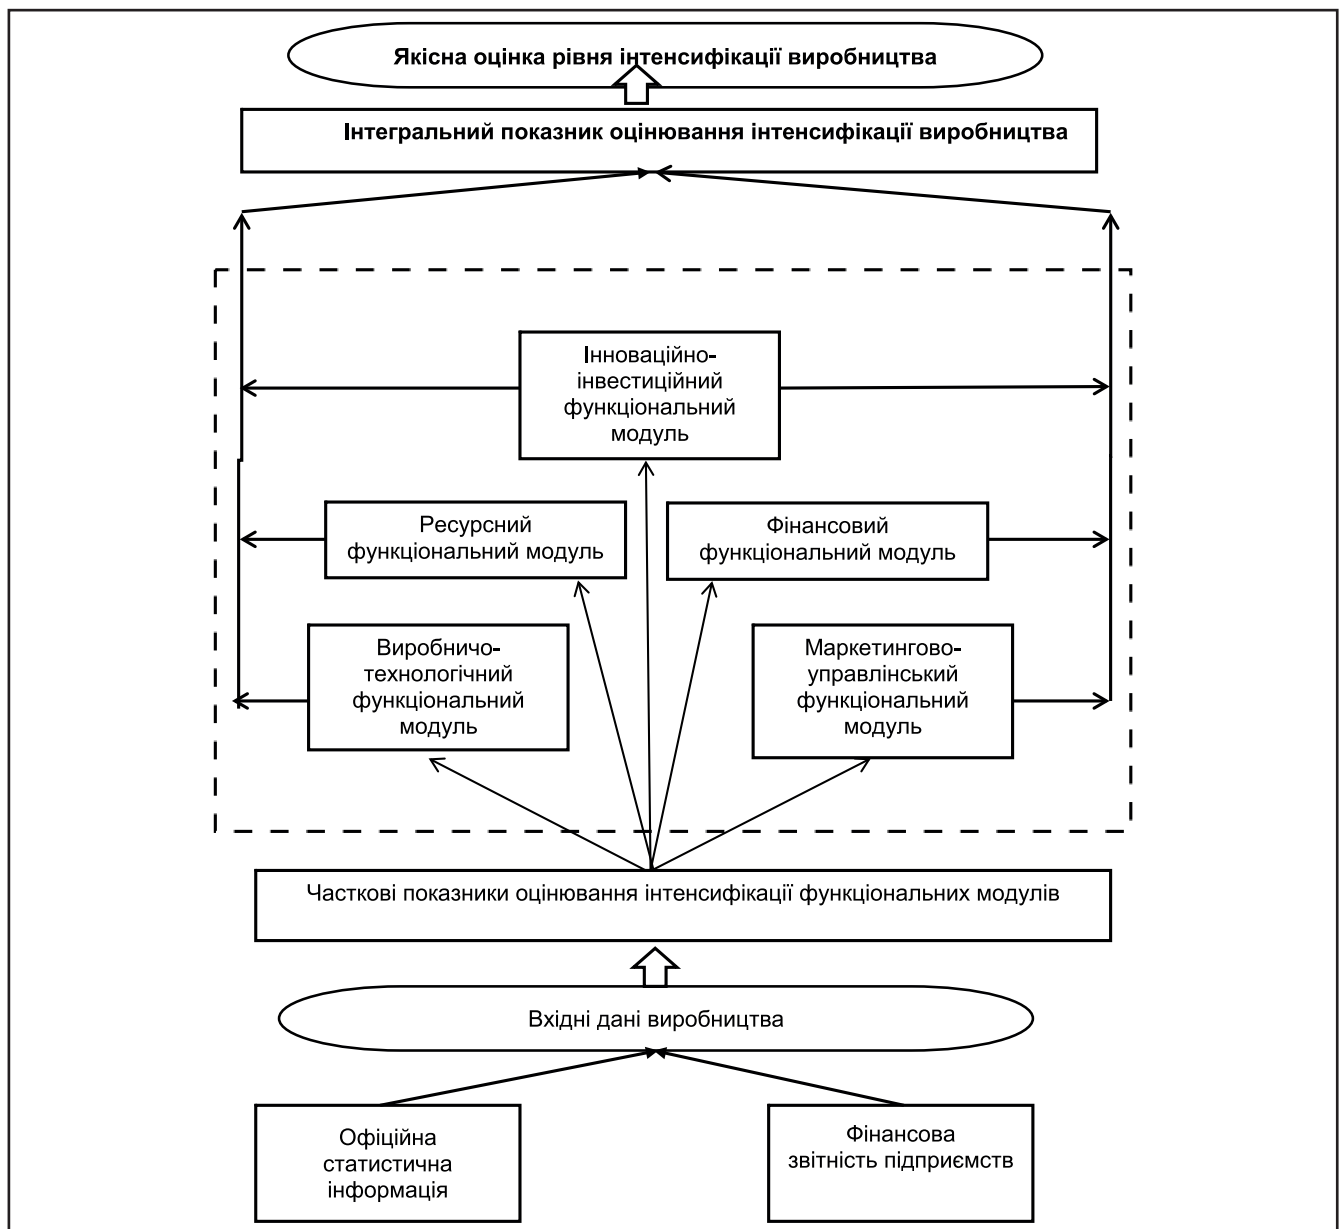 Якісна оцінка рівня інтенсифікації виробництва
Інтегральний показник оцінювання інтенсифікації виробництва
Інноваційно-
інвестиційний
функціональний
модуль
Ресурсний
функціональний модуль
Фінансовий
функціональний модуль
Виробничо-
технологічний
функціональний
модуль
Маркетингово-
управлінський
функціональний
модуль
Часткові показники оцінювання інтенсифікації функціональних модулів
Вхідні дані виробництва
Офіційна
статистична
інформація
Фінансова
звітність підприємств